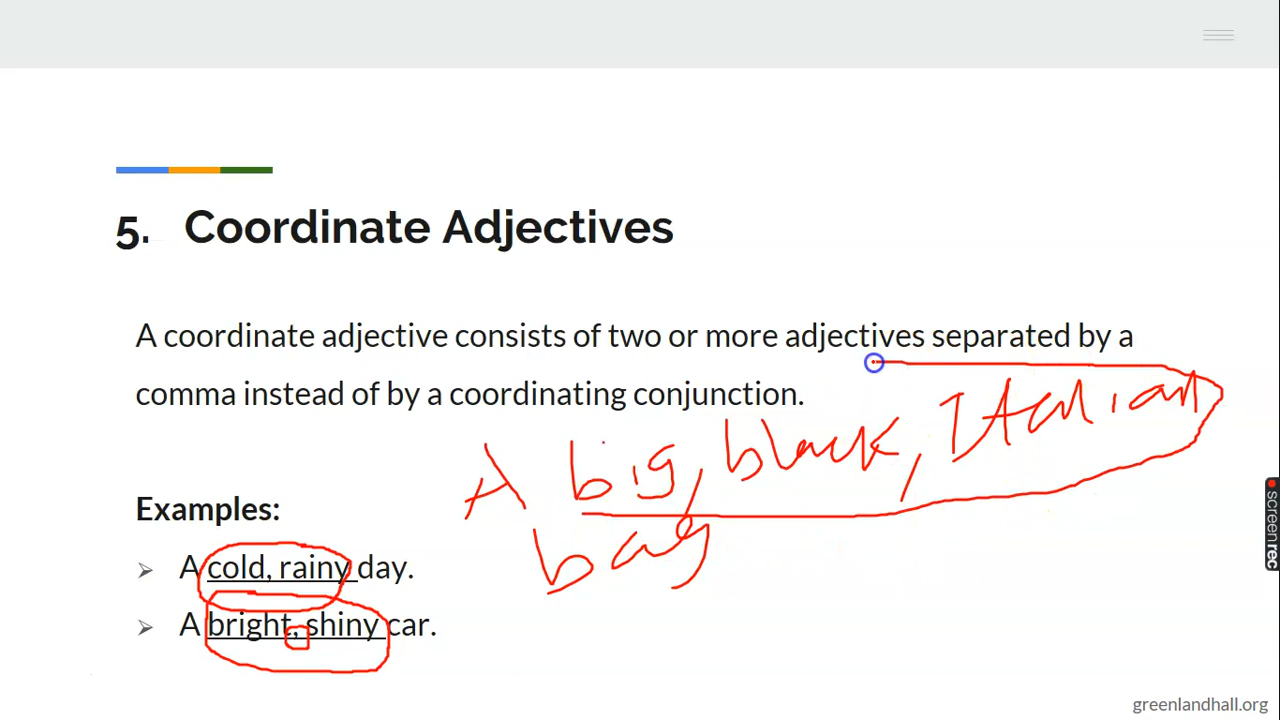 5. Coordinate Adjectives
A coordinate adjective consists of two or more adjectives separated by a
comma instead of by a coordinating conjunction.
A big, black, Italian
bag
Examples:
➢ A cold, rainy day.
➢ A bright, shiny car.
screenrec
greenlandhall.org